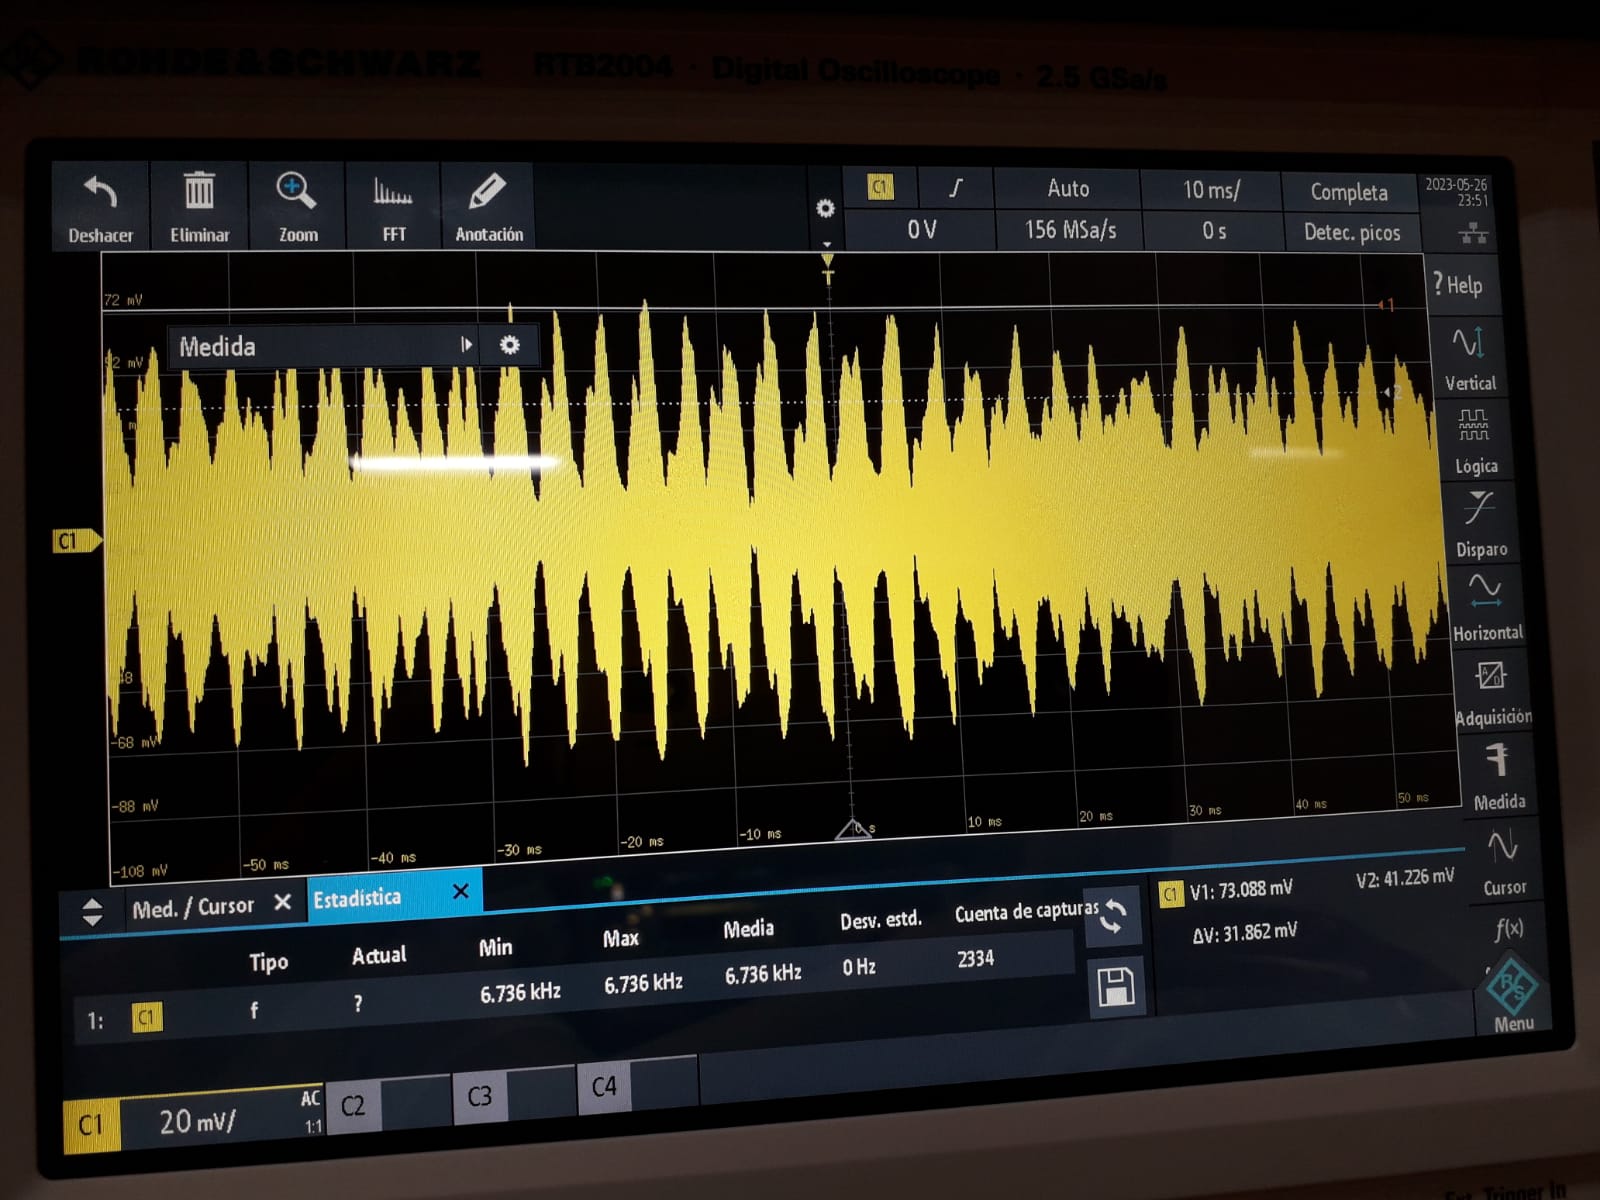 ROHDE&SCHWARZ RTB2004 · Digital Oscilloscope · 2.5 GSa/s
Deshacer Eliminar Zoom FFT Anotación
C1 Auto 10 ms/ Completa
0 V 156 MSa/s 0 s Detec. picos
2023-05-26
23:51
T
? Help
72 mV
1
Medida
2 mV
2
Vertical
Lógica
C1
Disparo
Horizontal
Adquisición
-68 mV
-88 mV
-108 mV
-50 ms -40 ms -30 ms -20 ms -10 ms 10 ms 20 ms 30 ms 40 ms 50 ms
Medida
Cursor
f(x)
Menu
Med. / Cursor X Estadística X
Tipo Actual Min Max Media Desv. estd. Cuenta de capturas
1: C1 f ? 6.736 kHz 6.736 kHz 6.736 kHz 0 Hz 2334
C1 V1: 73.088 mV V2: 41.226 mV
ΔV: 31.862 mV
C1 20 mV/ AC
1:1
C2 C3 C4
Ext. Trigger In